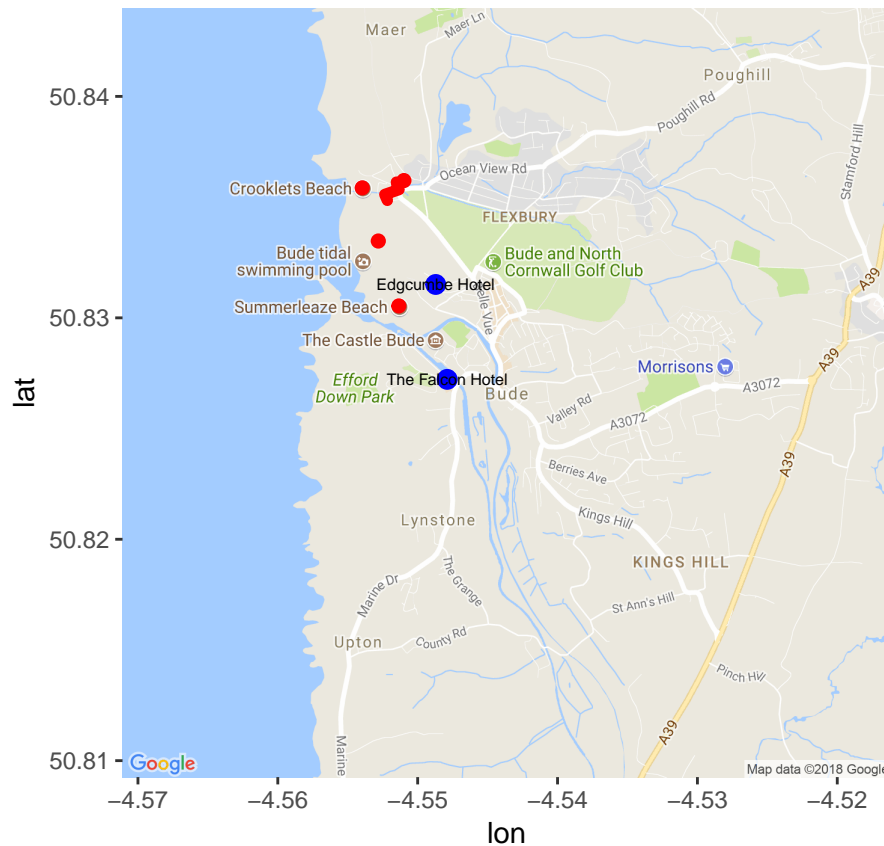 Maer
Maer Ln
Poughill
50.84
Poughill Rd
Stamford Hill
Ocean View Rd
Crooklets Beach
FLEXBURY
Bude tidal
swimming pool
Bude and North
Cornwall Golf Club
A39
Edgcumbe Hotel
elle Vue
50.83
Summerleaze Beach
The Castle Bude
A39
Morrisons
Efford
Down Park
The Falcon Hotel
A3072
Bude
lat
Valley Rd
A3072
A39
Berries Ave
Lynstone
Kings Hill
50.82
KINGS HILL
The Grange
Marine Dr
St Ann's Hill
Upton
County Rd
Pinch Hill
Marine
A39
50.81
Google
Map data ©2018 Google
−4.57
−4.56
−4.55
−4.54
−4.53
−4.52
lon